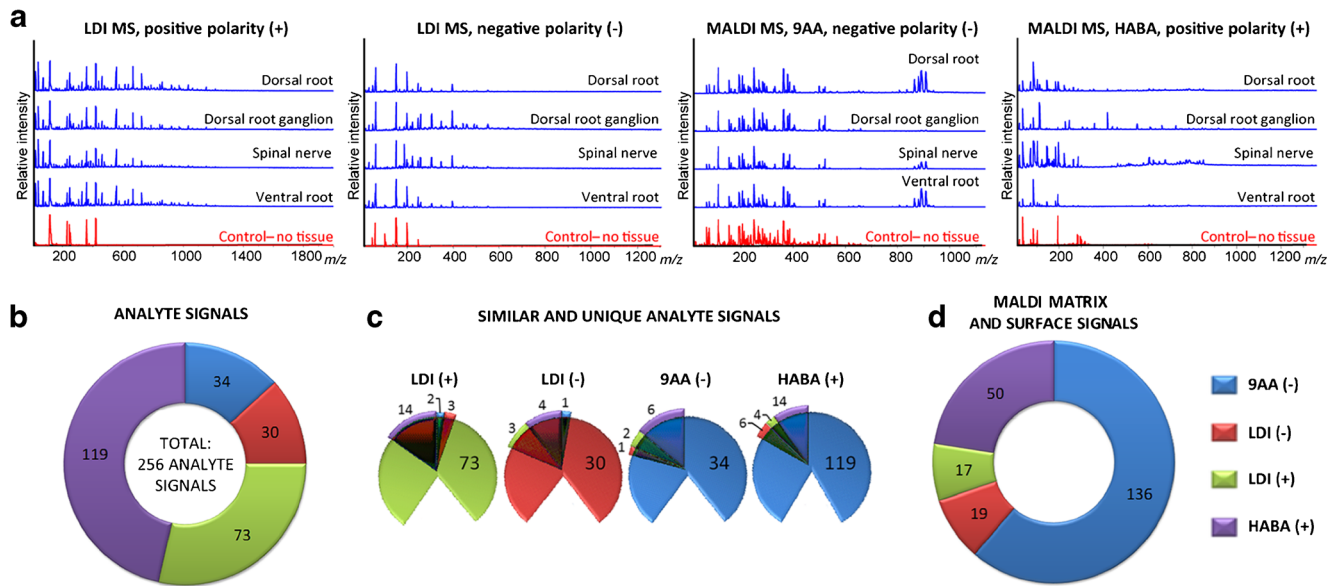 a
LDI MS, positive polarity (+)
Relative intensity
Dorsal root
Dorsal root ganglion
Spinal nerve
Ventral root
Control–no tissue
200 600 1000 1400 1800 m/z
LDI MS, negative polarity (-)
Relative intensity
Dorsal root
Dorsal root ganglion
Spinal nerve
Ventral root
Control–no tissue
200 400 600 800 1000 1200 m/z
MALDI MS, 9AA, negative polarity (-)
Relative intensity
Dorsal root
Dorsal root ganglion
Spinal nerve
Ventral root
Control–no tissue
200 400 600 800 1000 m/z
MALDI MS, HABA, positive polarity (+)
Relative intensity
Dorsal root
Dorsal root ganglion
Spinal nerve
Ventral root
Control–no tissue
200 400 600 800 1000 1200 m/z
b
ANALYTE SIGNALS
34
30
73
119
TOTAL:
256 ANALYTE
SIGNALS
c
SIMILAR AND UNIQUE ANALYTE SIGNALS
LDI (+)
14
2
3
73
LDI (-)
3
4
1
30
9AA (-)
6
2
1
34
HABA (+)
14
4
6
119
d
MALDI MATRIX
AND SURFACE SIGNALS
50
17
19
136
9AA (-)
LDI (-)
LDI (+)
HABA (+)